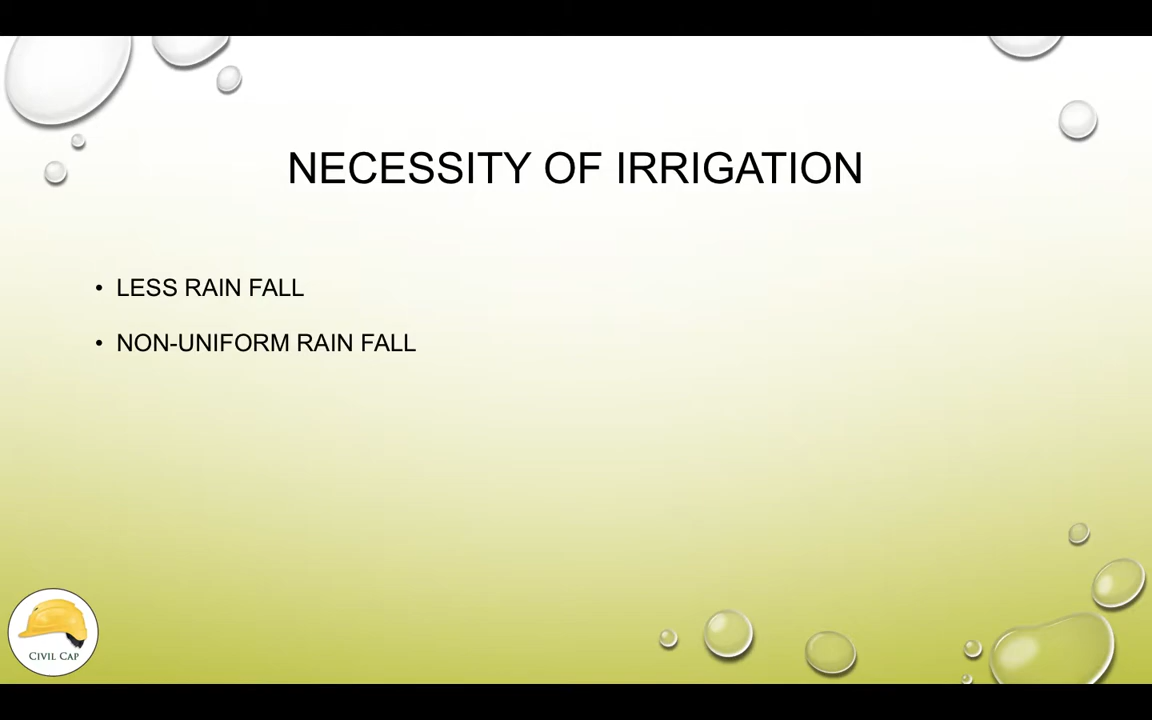 NECESSITY OF IRRIGATION
• LESS RAIN FALL
• NON-UNIFORM RAIN FALL
CIVIL CAP